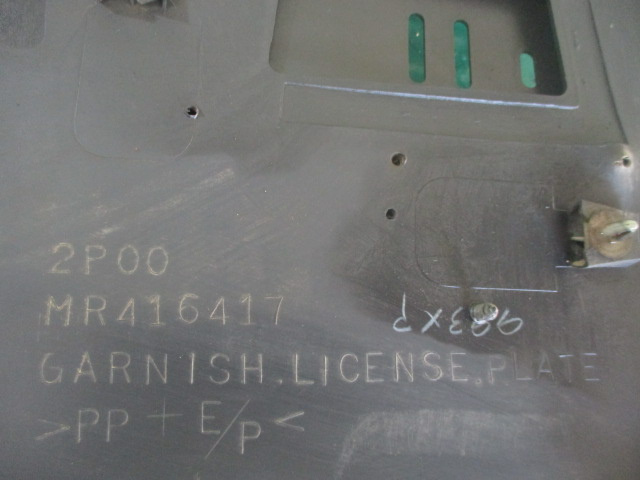 2P00
MR416417
GARNISH, LICENSE, PLATE
>PP + E/P<